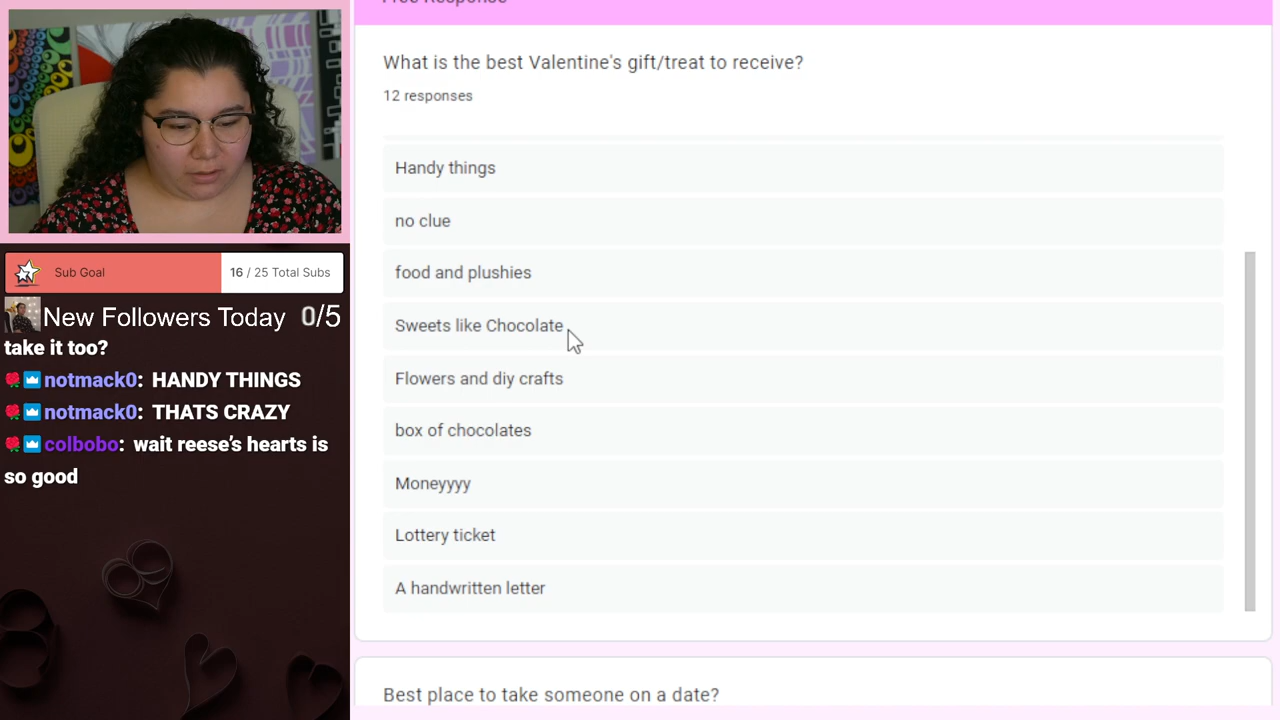 Free Response
What is the best Valentine's gift/treat to receive?
12 responses
Handy things
no clue
food and plushies
Sweets like Chocolate
Flowers and diy crafts
box of chocolates
Moneyyyy
Lottery ticket
A handwritten letter
Best place to take someone on a date?
Sub Goal 16 / 25 Total Subs
New Followers Today 0/5
take it too?
notmack0: HANDY THINGS
notmack0: THATS CRAZY
colbobo: wait reese's hearts is
so good